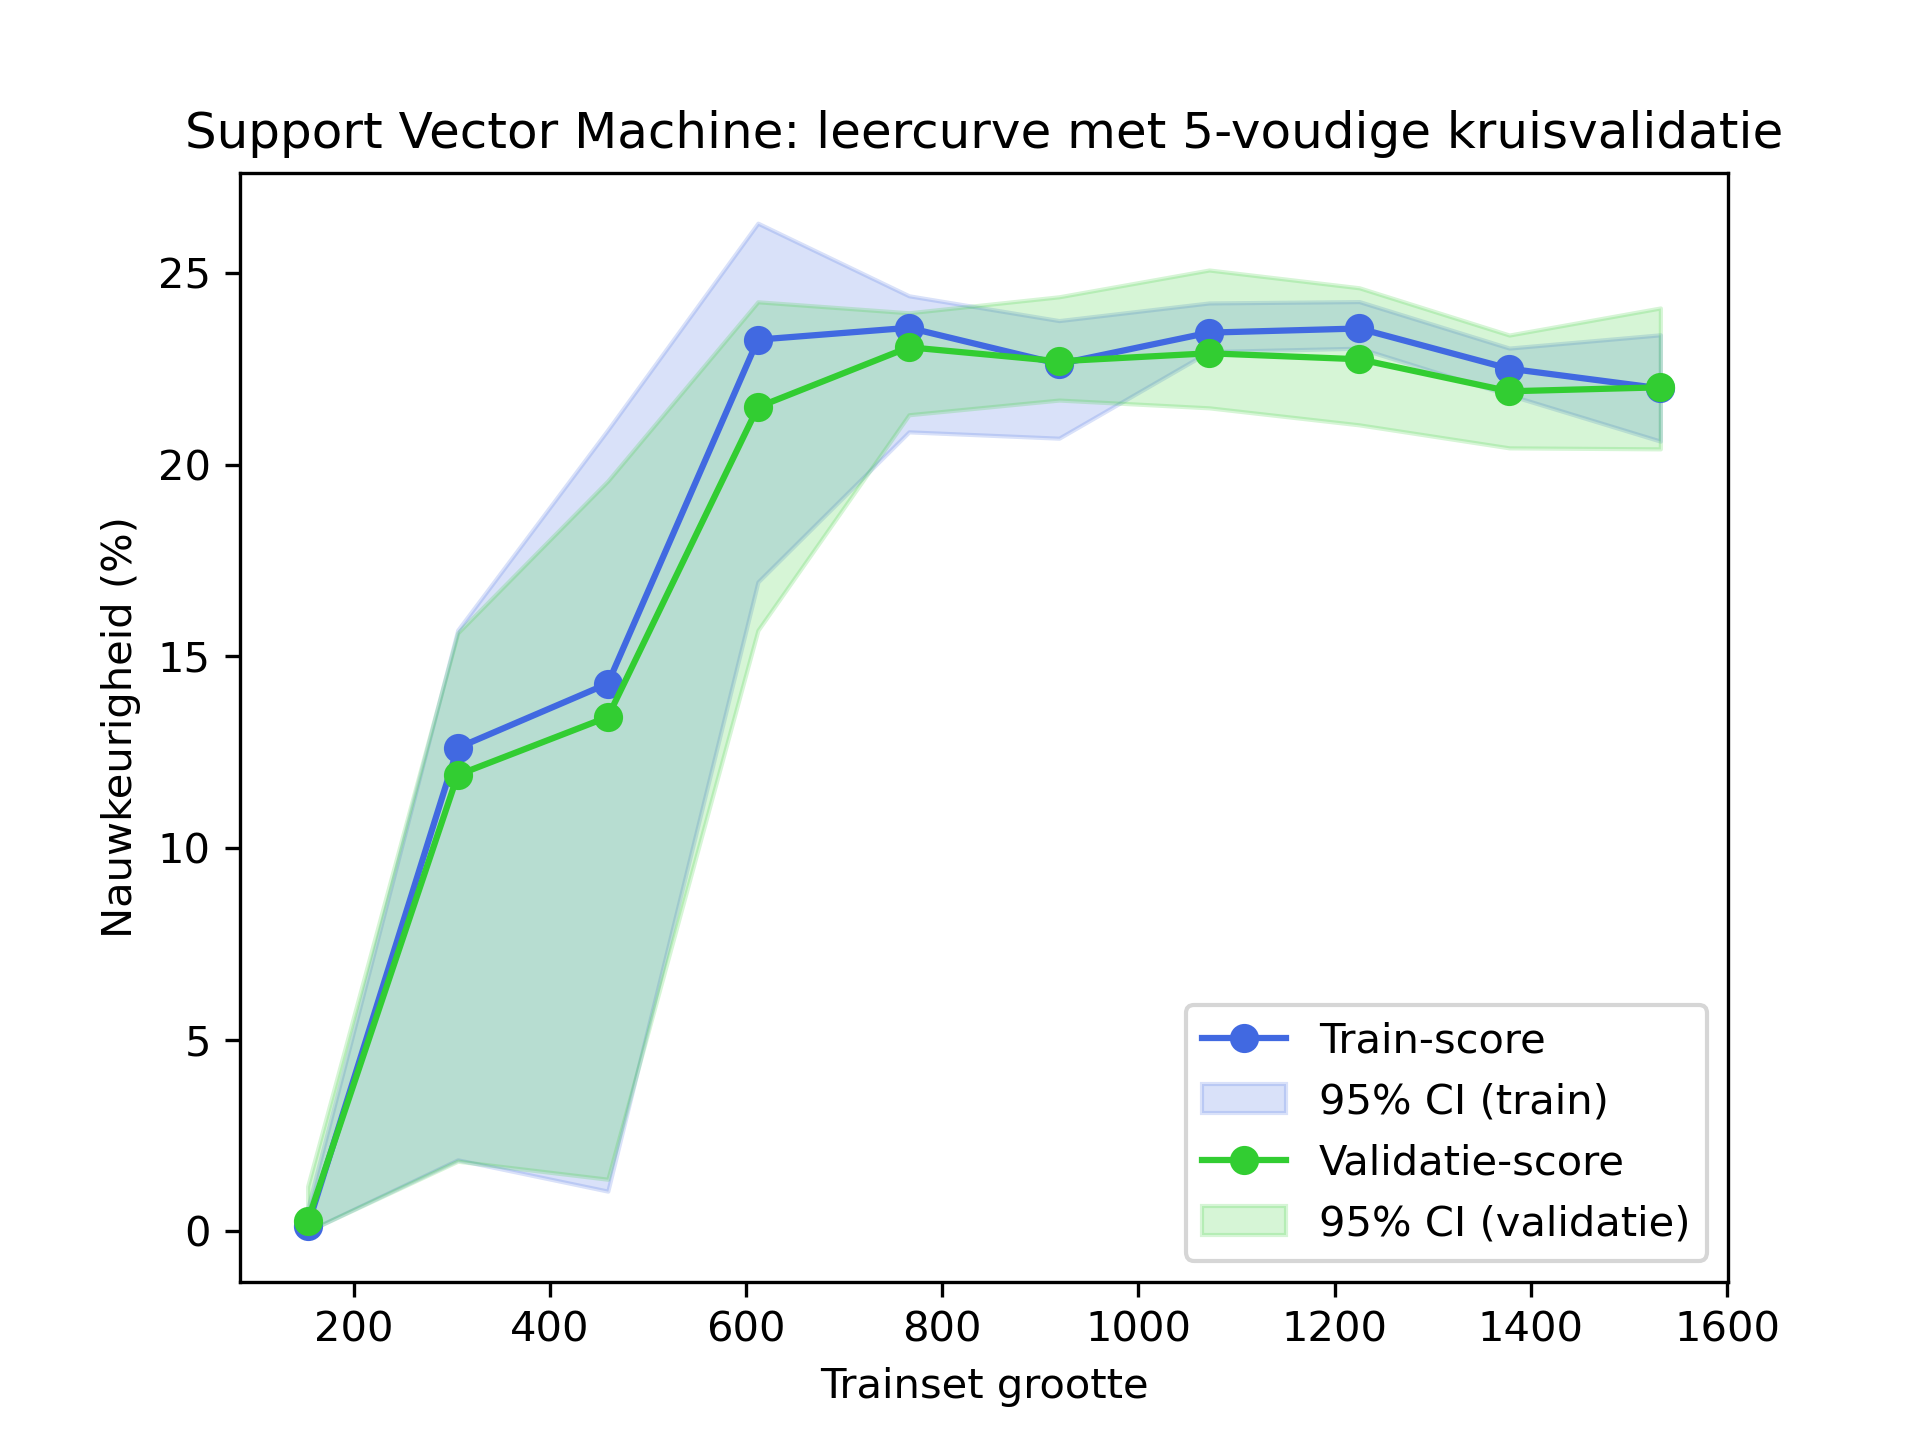 Support Vector Machine: leercurve met 5-voudige kruisvalidatie
Nauwkeurigheid (%)
25
20
15
10
5
0
Train-score
95% CI (train)
Validatie-score
95% CI (validatie)
200 400 600 800 1000 1200 1400 1600
Trainset grootte